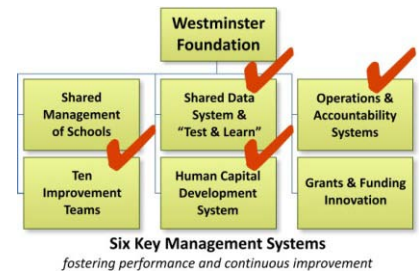 Westminster
Foundation
Shared
Management
of Schools
Shared Data
System &
"Test & Learn"
Operations &
Accountability
Systems
Ten
Improvement
Teams
Human Capital
Development
System
Grants & Funding
Innovation
Six Key Management Systems
fostering performance and continuous improvement